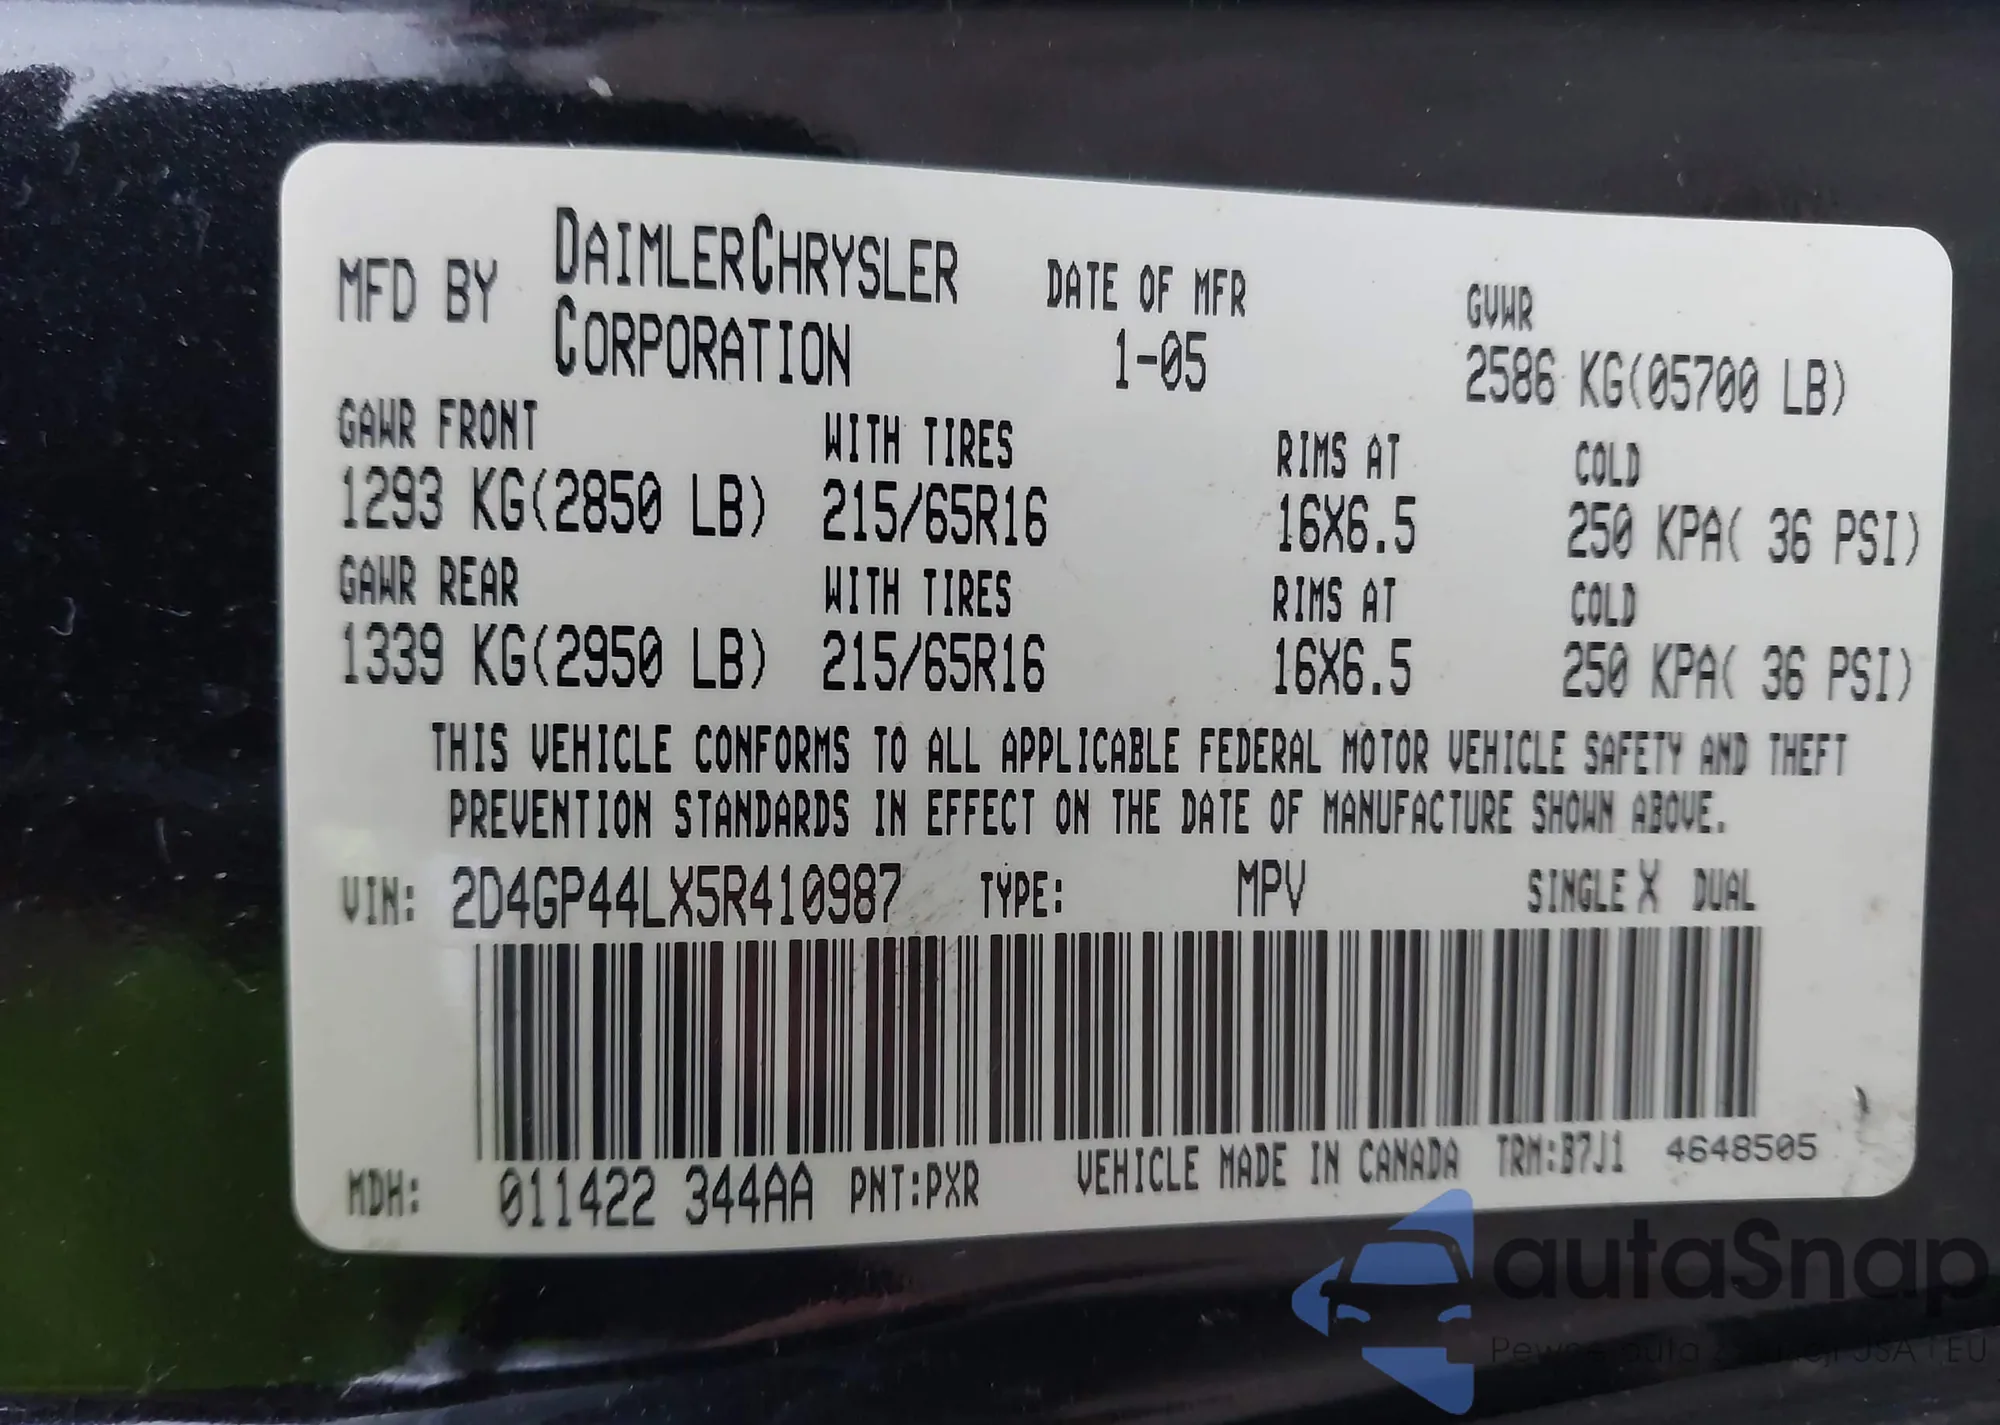 MFD BY DAIMLERCHRYSLER CORPORATION DATE OF MFR 1-05 GVWR 2586 KG(05700 LB)
GAWR FRONT WITH TIRES RIMS AT COLD
1293 KG(2850 LB) 215/65R16 16X6.5 250 KPA( 36 PSI)
GAWR REAR WITH TIRES RIMS AT COLD
1339 KG(2950 LB) 215/65R16 16X6.5 250 KPA( 36 PSI)
THIS VEHICLE CONFORMS TO ALL APPLICABLE FEDERAL MOTOR VEHICLE SAFETY AND THEFT
PREVENTION STANDARDS IN EFFECT ON THE DATE OF MANUFACTURE SHOWN ABOVE.
VIN: 2D4GP44LX5R410987 TYPE: MPV SINGLE X DUAL
MDH: 011422 344AA PNT:PXR VEHICLE MADE IN CANADA TRM:B7J1 4648505
autaSnap
Pewne auta z USA i EU